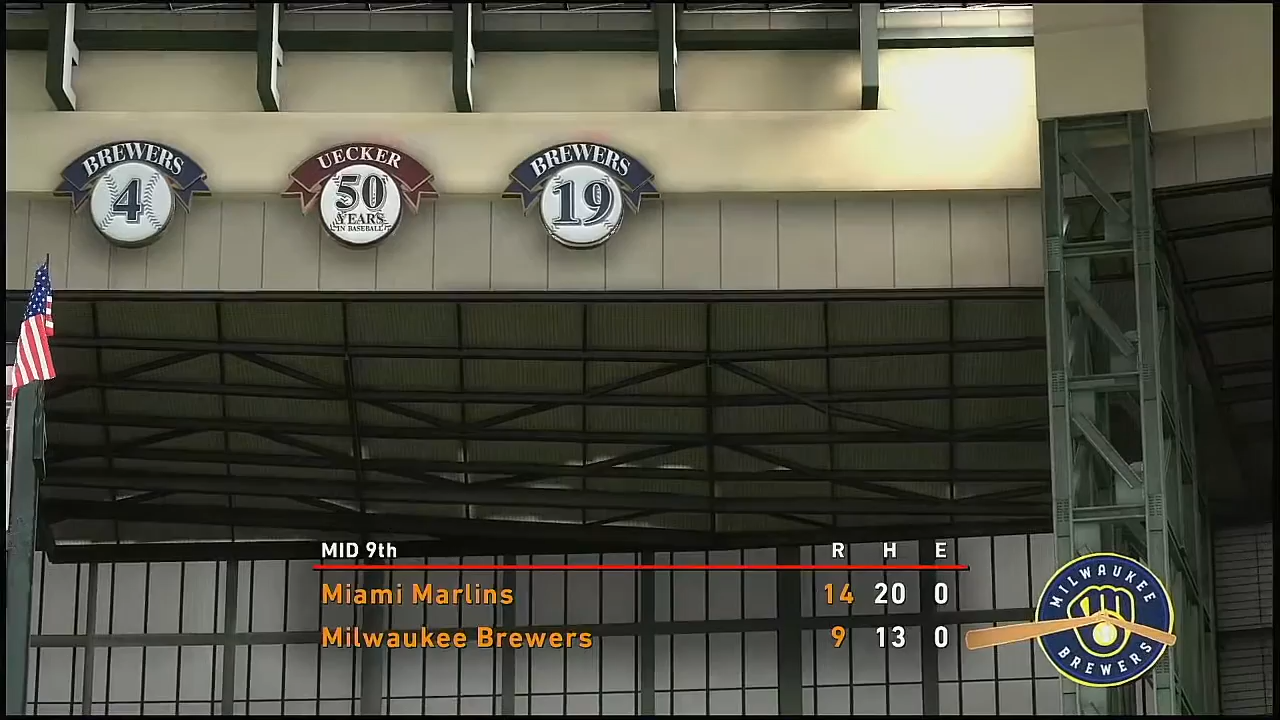 BREWERS
4
UECKER
50
YEARS
IN BASEBALL
BREWERS
19
MID 9th R H E
Miami Marlins 14 20 0
Milwaukee Brewers 9 13 0
MILWAUKEE
BREWERS